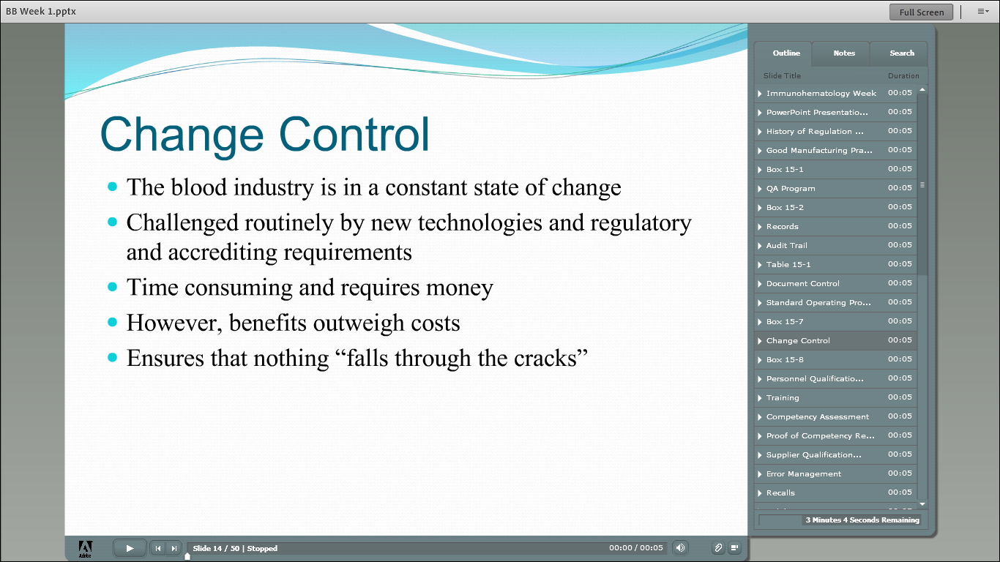 BB Week 1.pptx
Full Screen
Change Control
The blood industry is in a constant state of change
Challenged routinely by new technologies and regulatory
and accrediting requirements
Time consuming and requires money
However, benefits outweigh costs
Ensures that nothing “falls through the cracks”
Outline Notes Search
Slide Title Duration
Immunohematology Week 00:05
PowerPoint Presentatio... 00:05
History of Regulation ... 00:05
Good Manufacturing Pra... 00:05
Box 15-1 00:05
QA Program 00:05
Box 15-2 00:05
Records 00:05
Audit Trail 00:05
Table 15-1 00:05
Document Control 00:05
Standard Operating Pro... 00:05
Box 15-7 00:05
Change Control 00:05
Box 15-8 00:05
Personnel Qualificatio... 00:05
Training 00:05
Competency Assessment 00:05
Proof of Competency Re... 00:05
Supplier Qualification... 00:05
Error Management 00:05
Recalls 00:05
3 Minutes 4 Seconds Remaining
Adobe
Slide 14 / 50 | Stopped
00:00 / 00:05